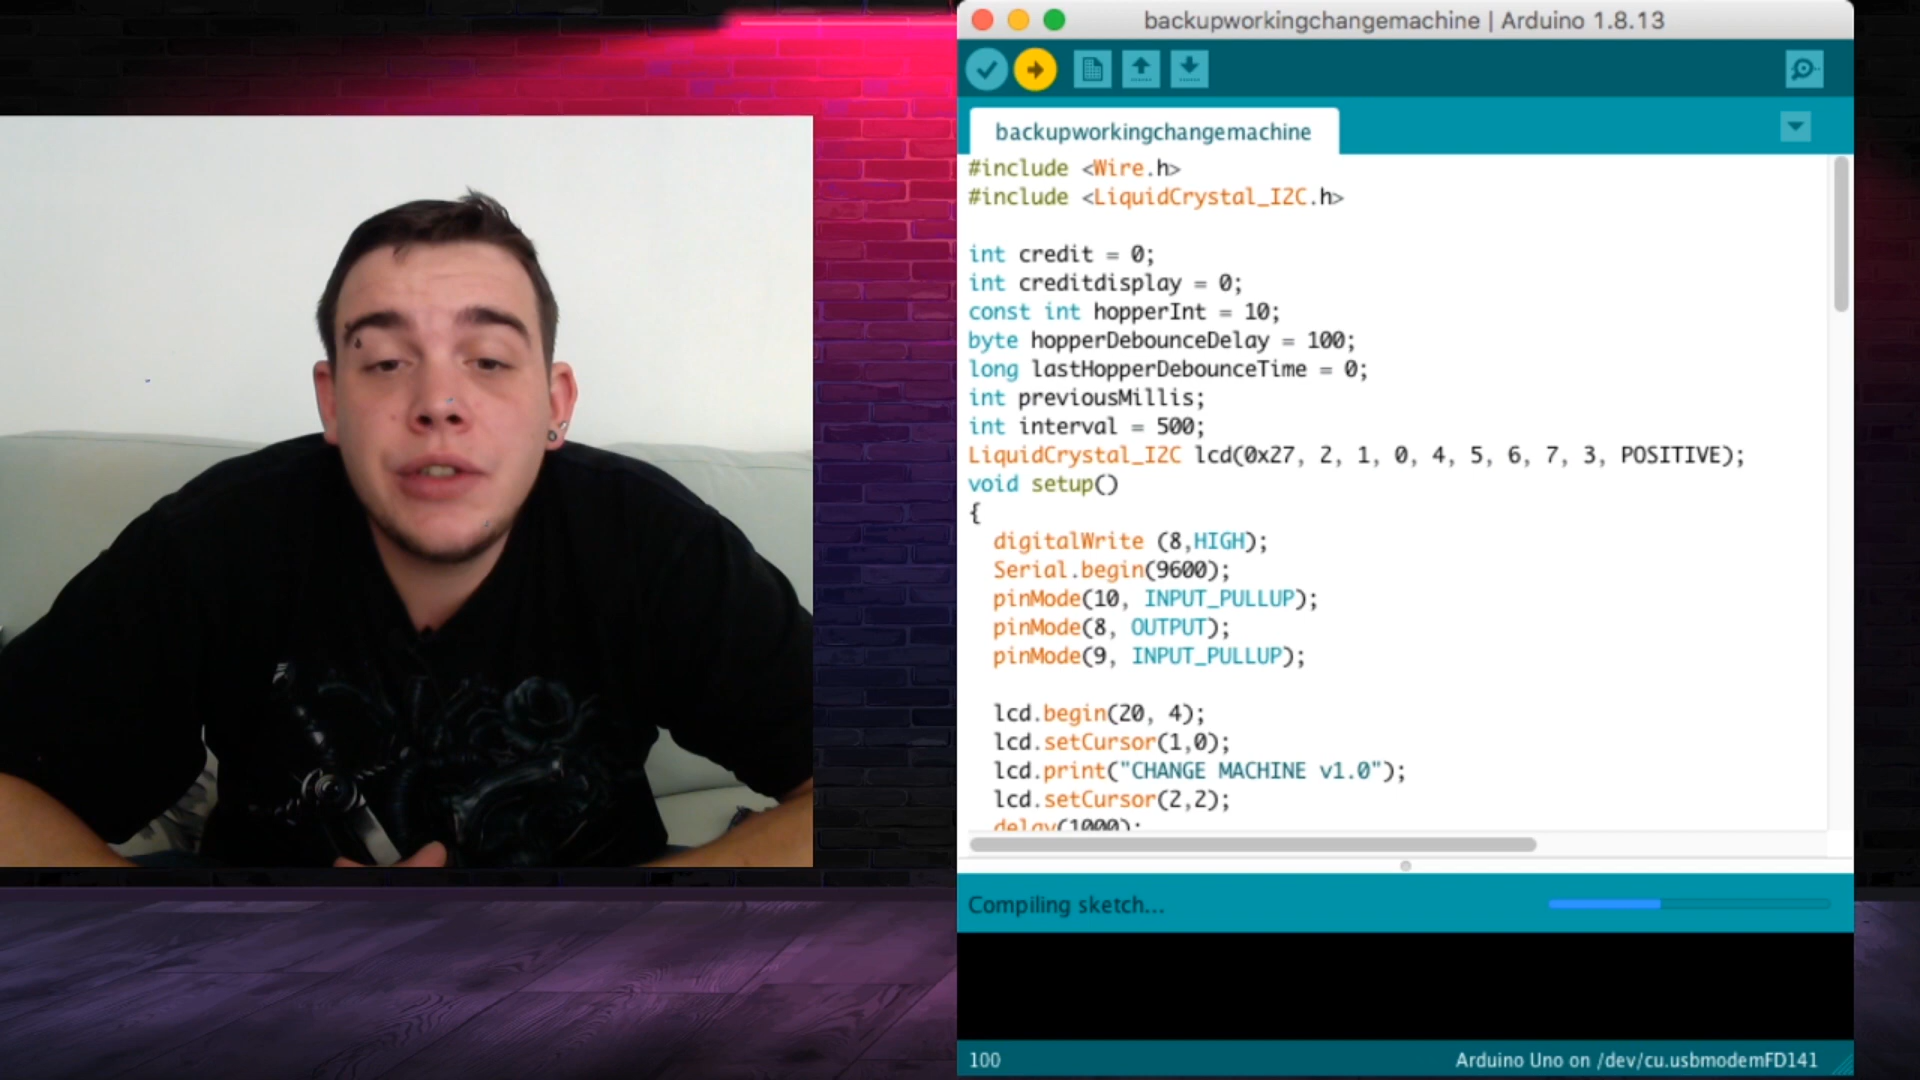 backupworkingchangemachine | Arduino 1.8.13
backupworkingchangemachine
#include <Wire.h>
#include <LiquidCrystal_I2C.h>
int credit = 0;
int creditdisplay = 0;
const int hopperInt = 10;
byte hopperDebounceDelay = 100;
long lastHopperDebounceTime = 0;
int previousMillis;
int interval = 500;
LiquidCrystal_I2C lcd(0x27, 2, 1, 0, 4, 5, 6, 7, 3, POSITIVE);
void setup()
{
digitalWrite (8,HIGH);
Serial.begin(9600);
pinMode(10, INPUT_PULLUP);
pinMode(8, OUTPUT);
pinMode(9, INPUT_PULLUP);
lcd.begin(20, 4);
lcd.setCursor(1,0);
lcd.print("CHANGE MACHINE v1.0");
lcd.setCursor(2,2);
delay(1000);
Compiling sketch...
100
Arduino Uno on /dev/cu.usbmodemFD141